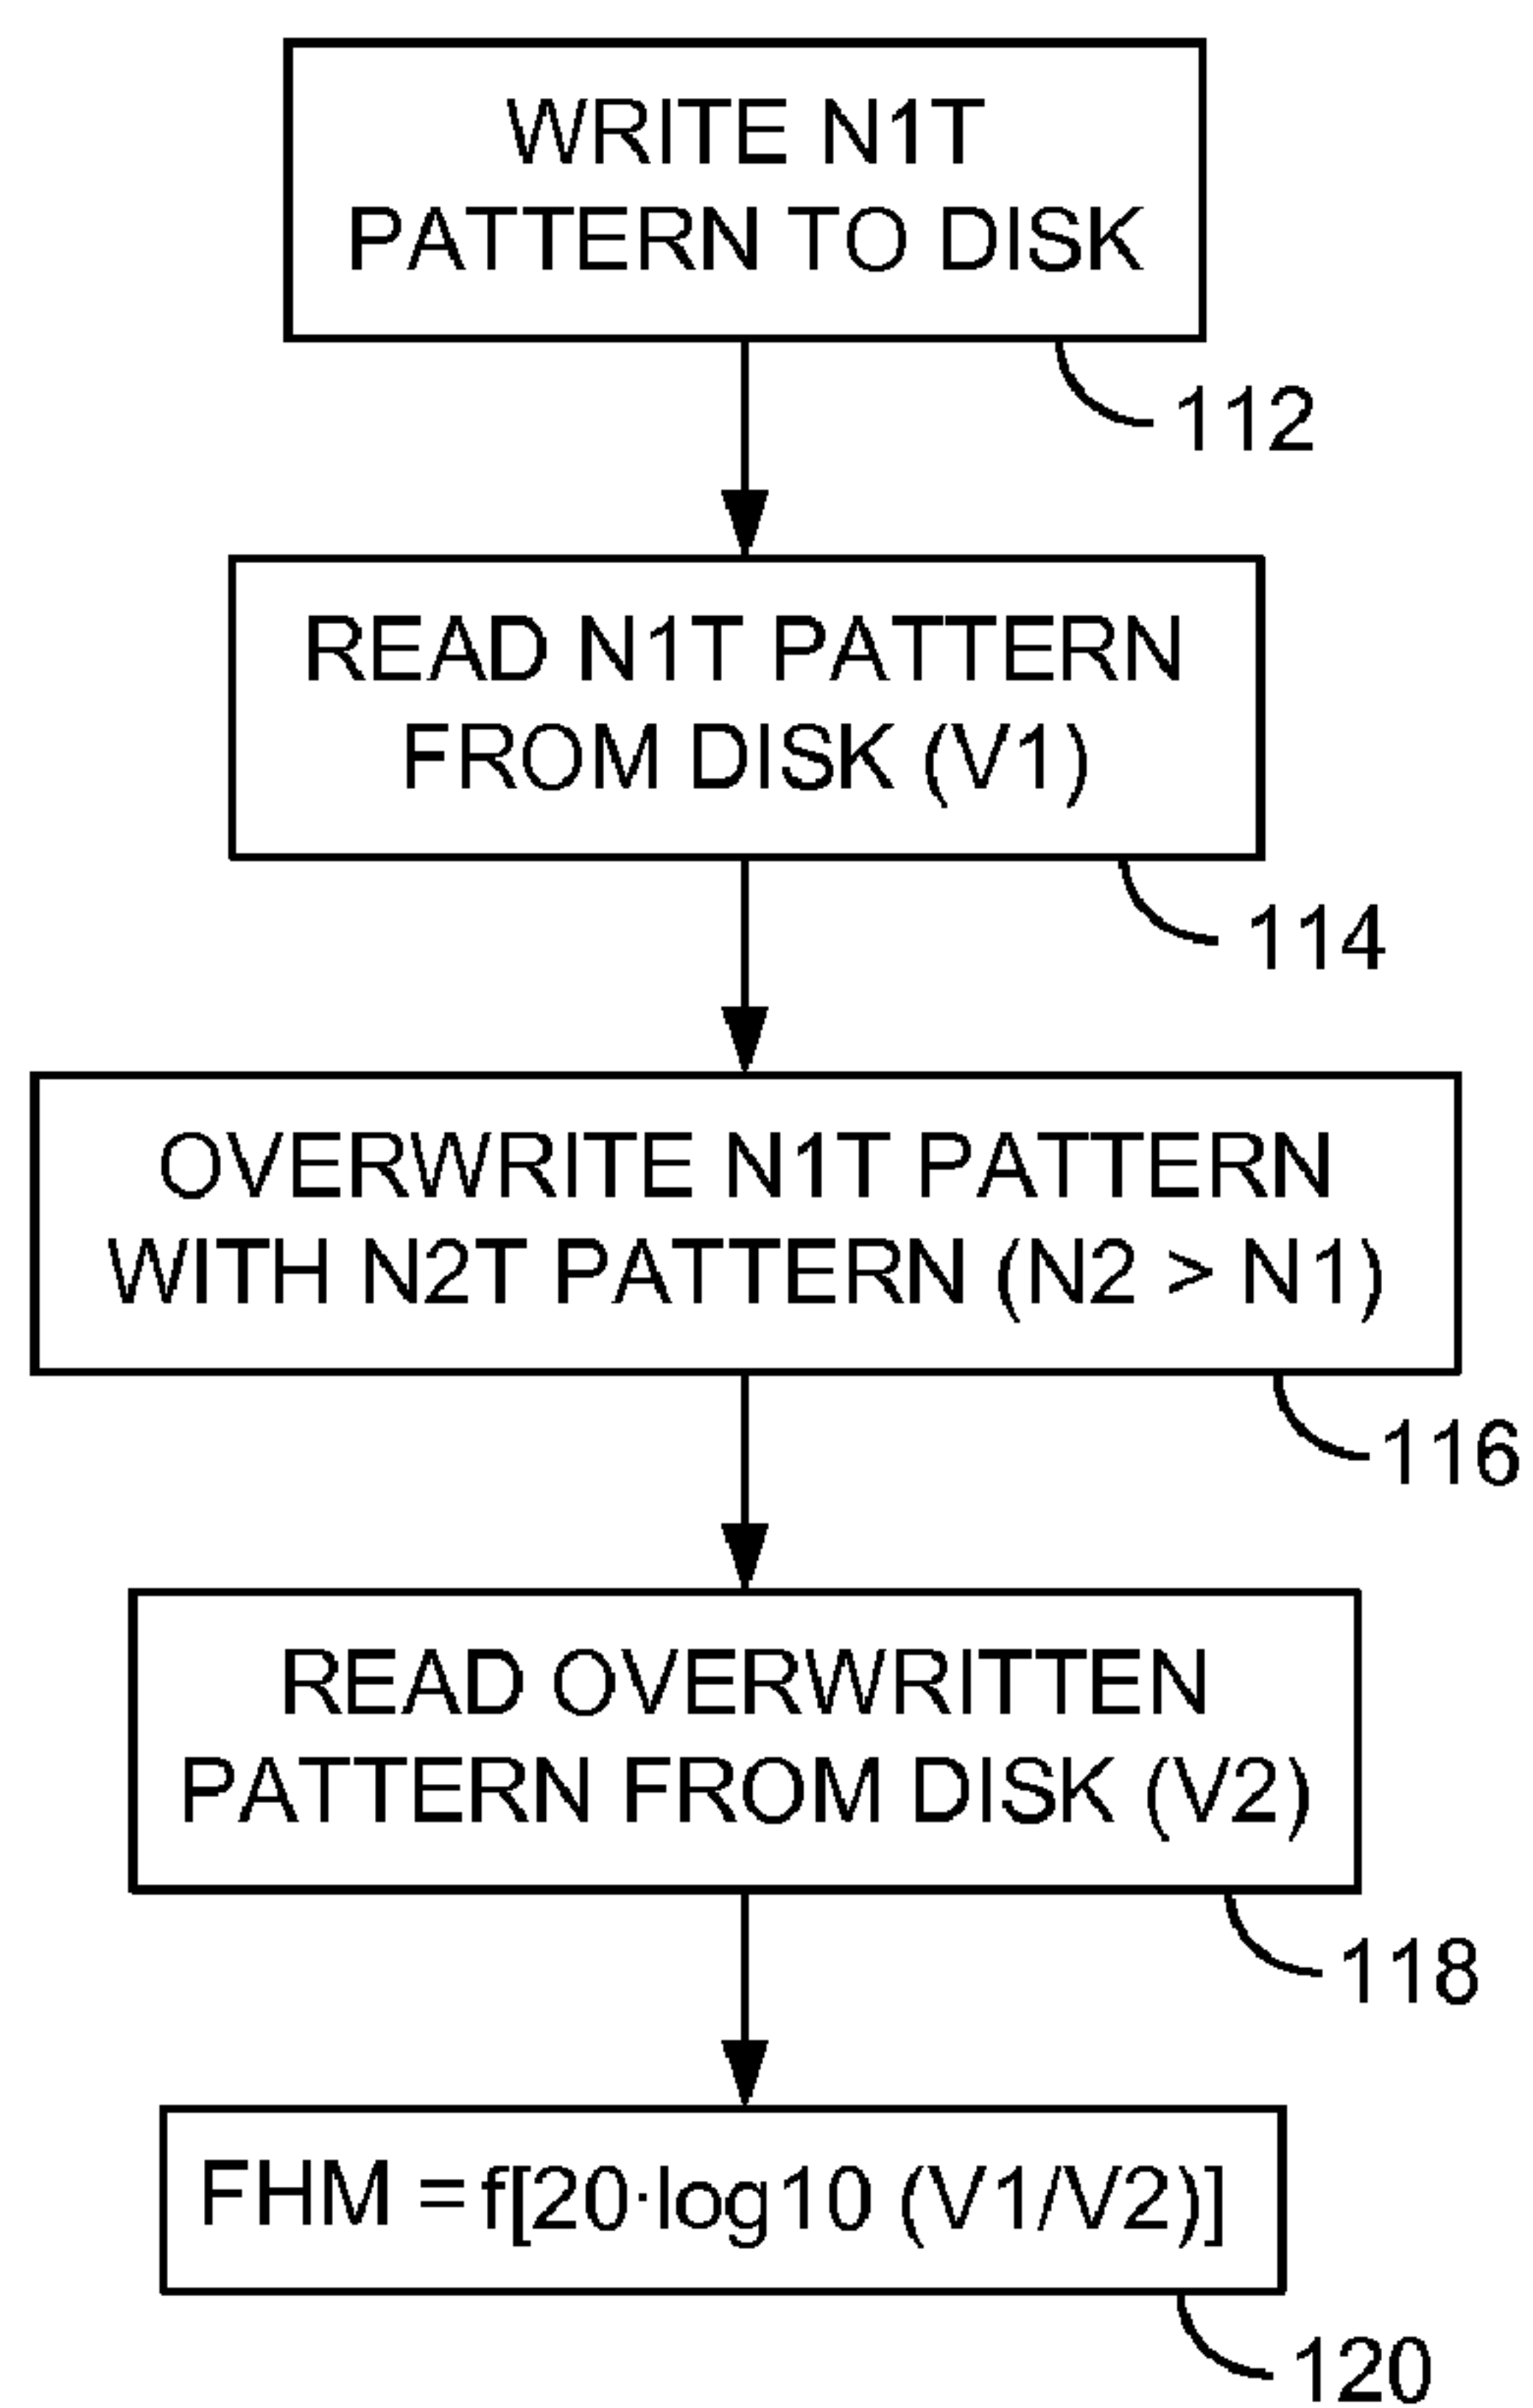 WRITE N1T
PATTERN TO DISK
112
READ N1T PATTERN
FROM DISK (V1)
114
OVERWRITE N1T PATTERN
WITH N2T PATTERN (N2 > N1)
116
READ OVERWRITTEN
PATTERN FROM DISK (V2)
118
FHM = f[20·log10 (V1/V2)]
120